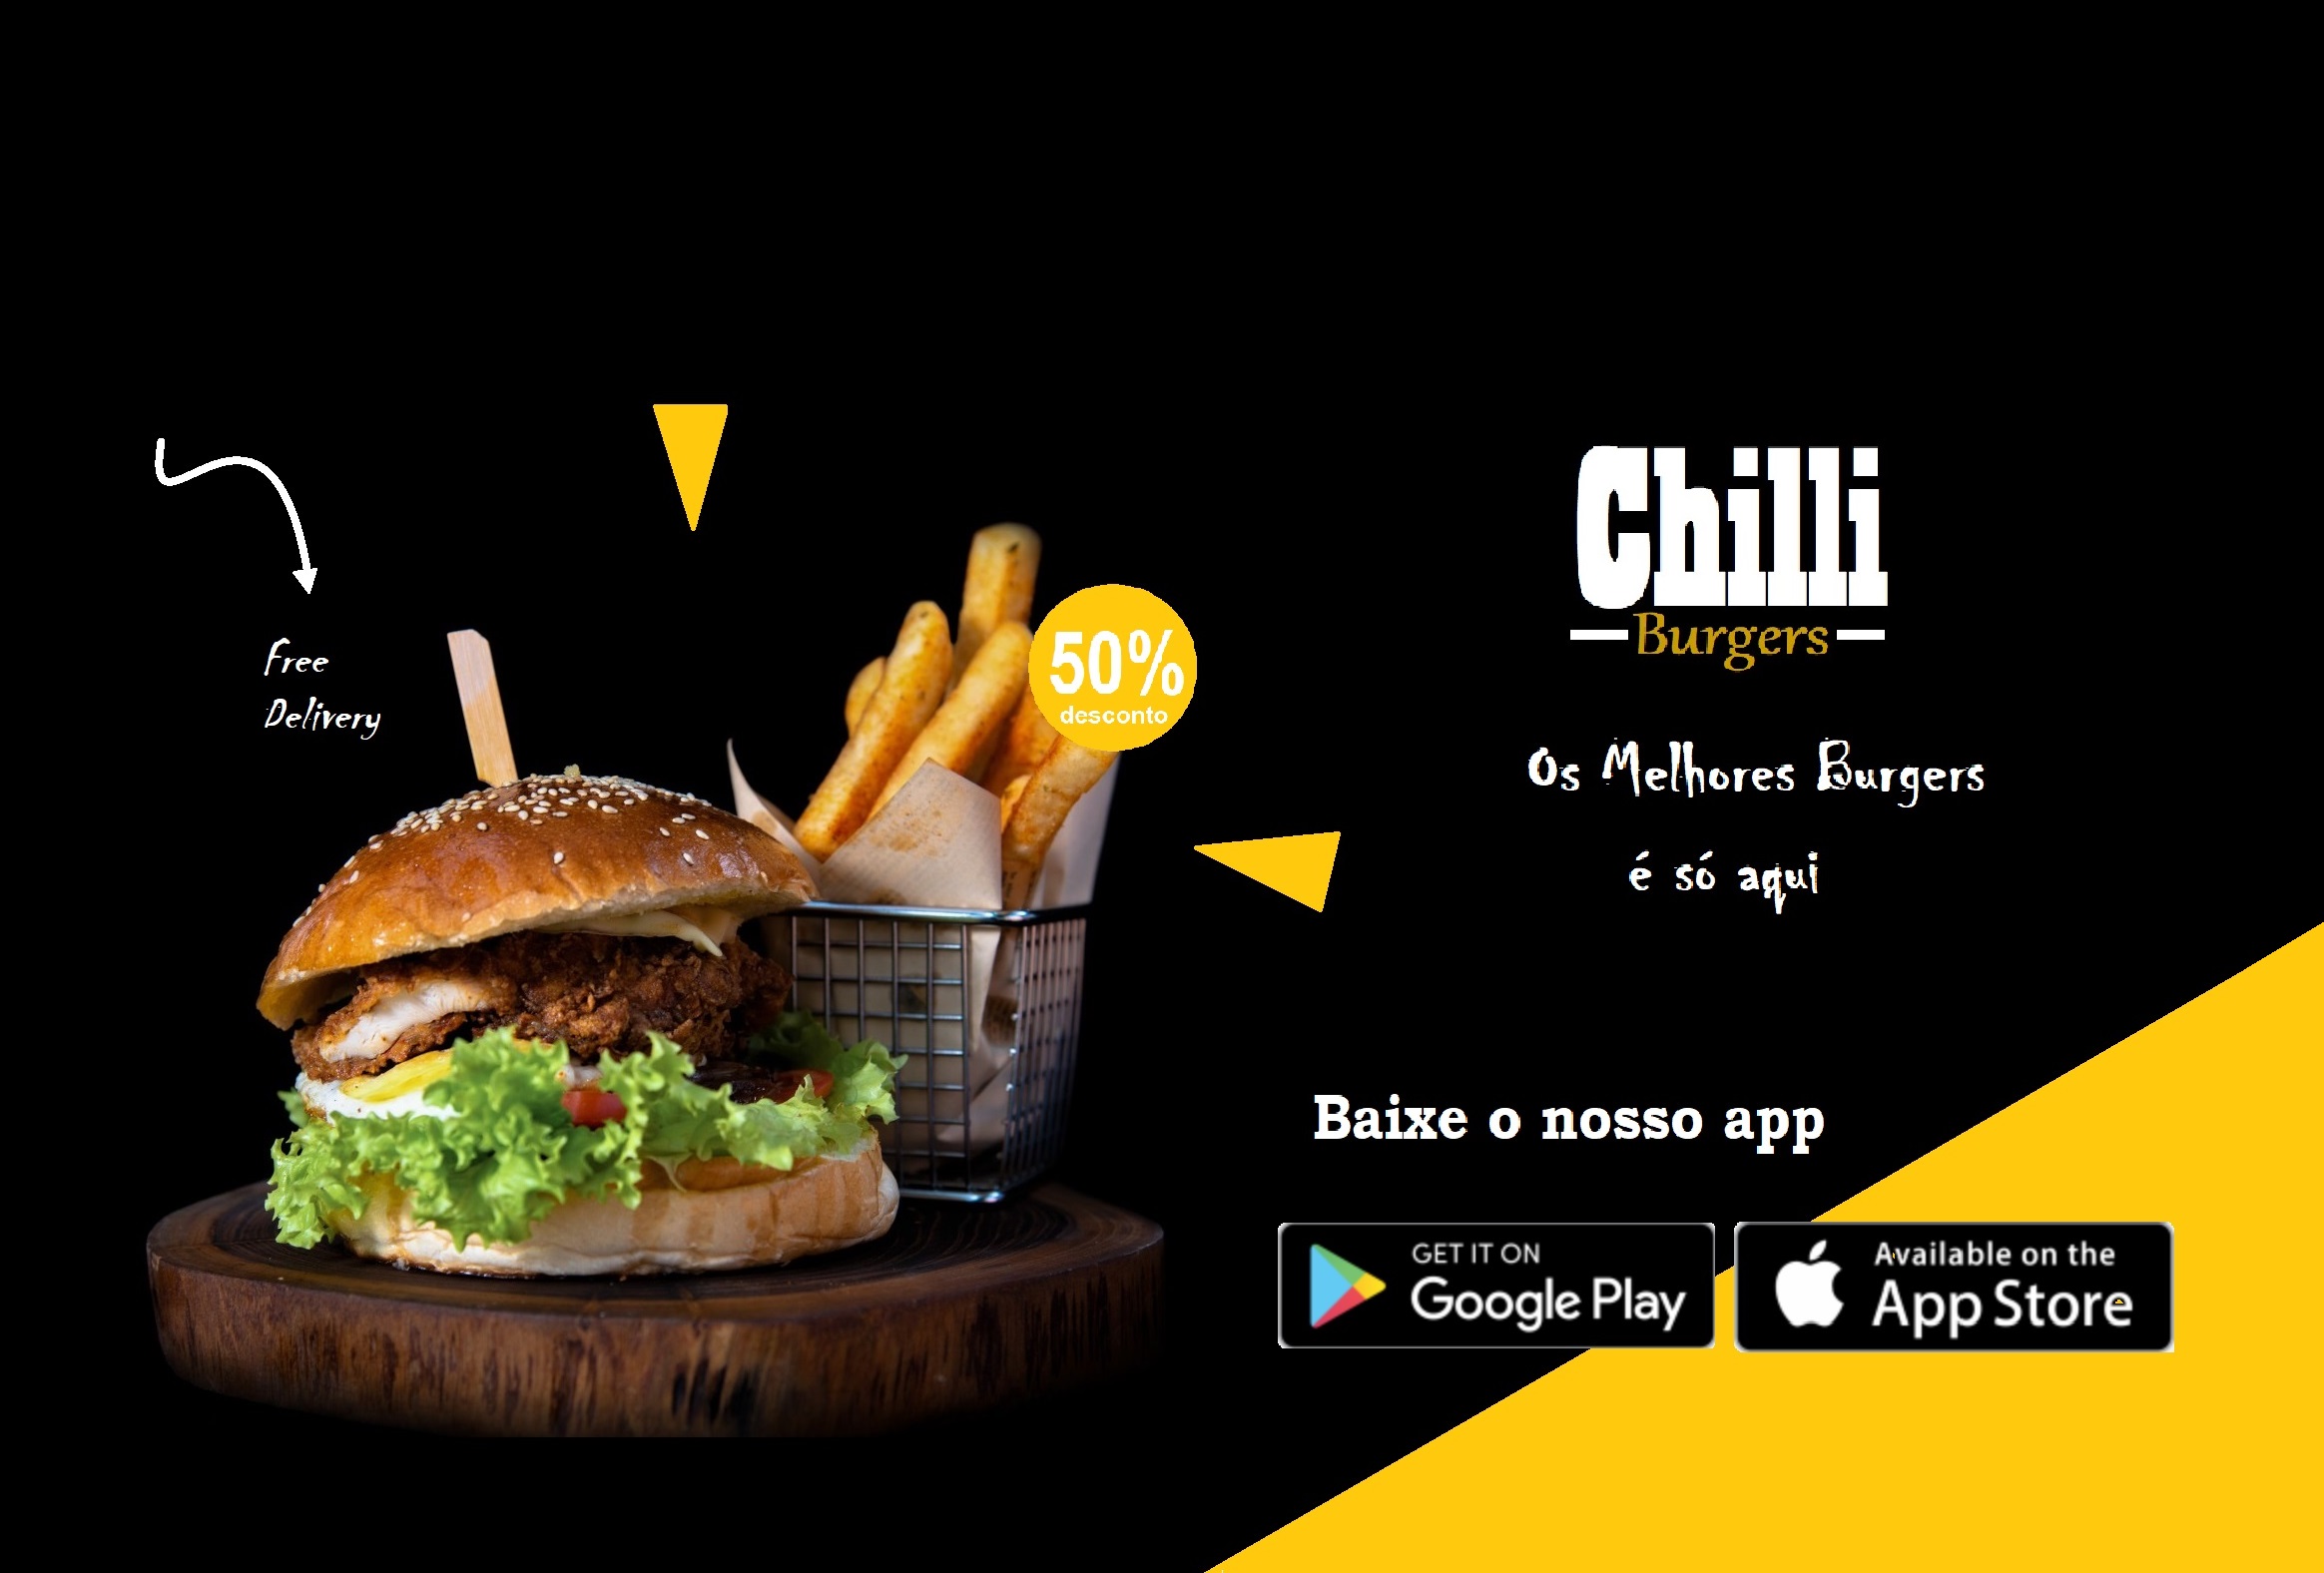 Free
Delivery
50%
desconto
Chilli
Burgers
Os Melhores Burgers
é só aqui
Baixe o nosso app
GET IT ON
Google Play
Available on the
App Store